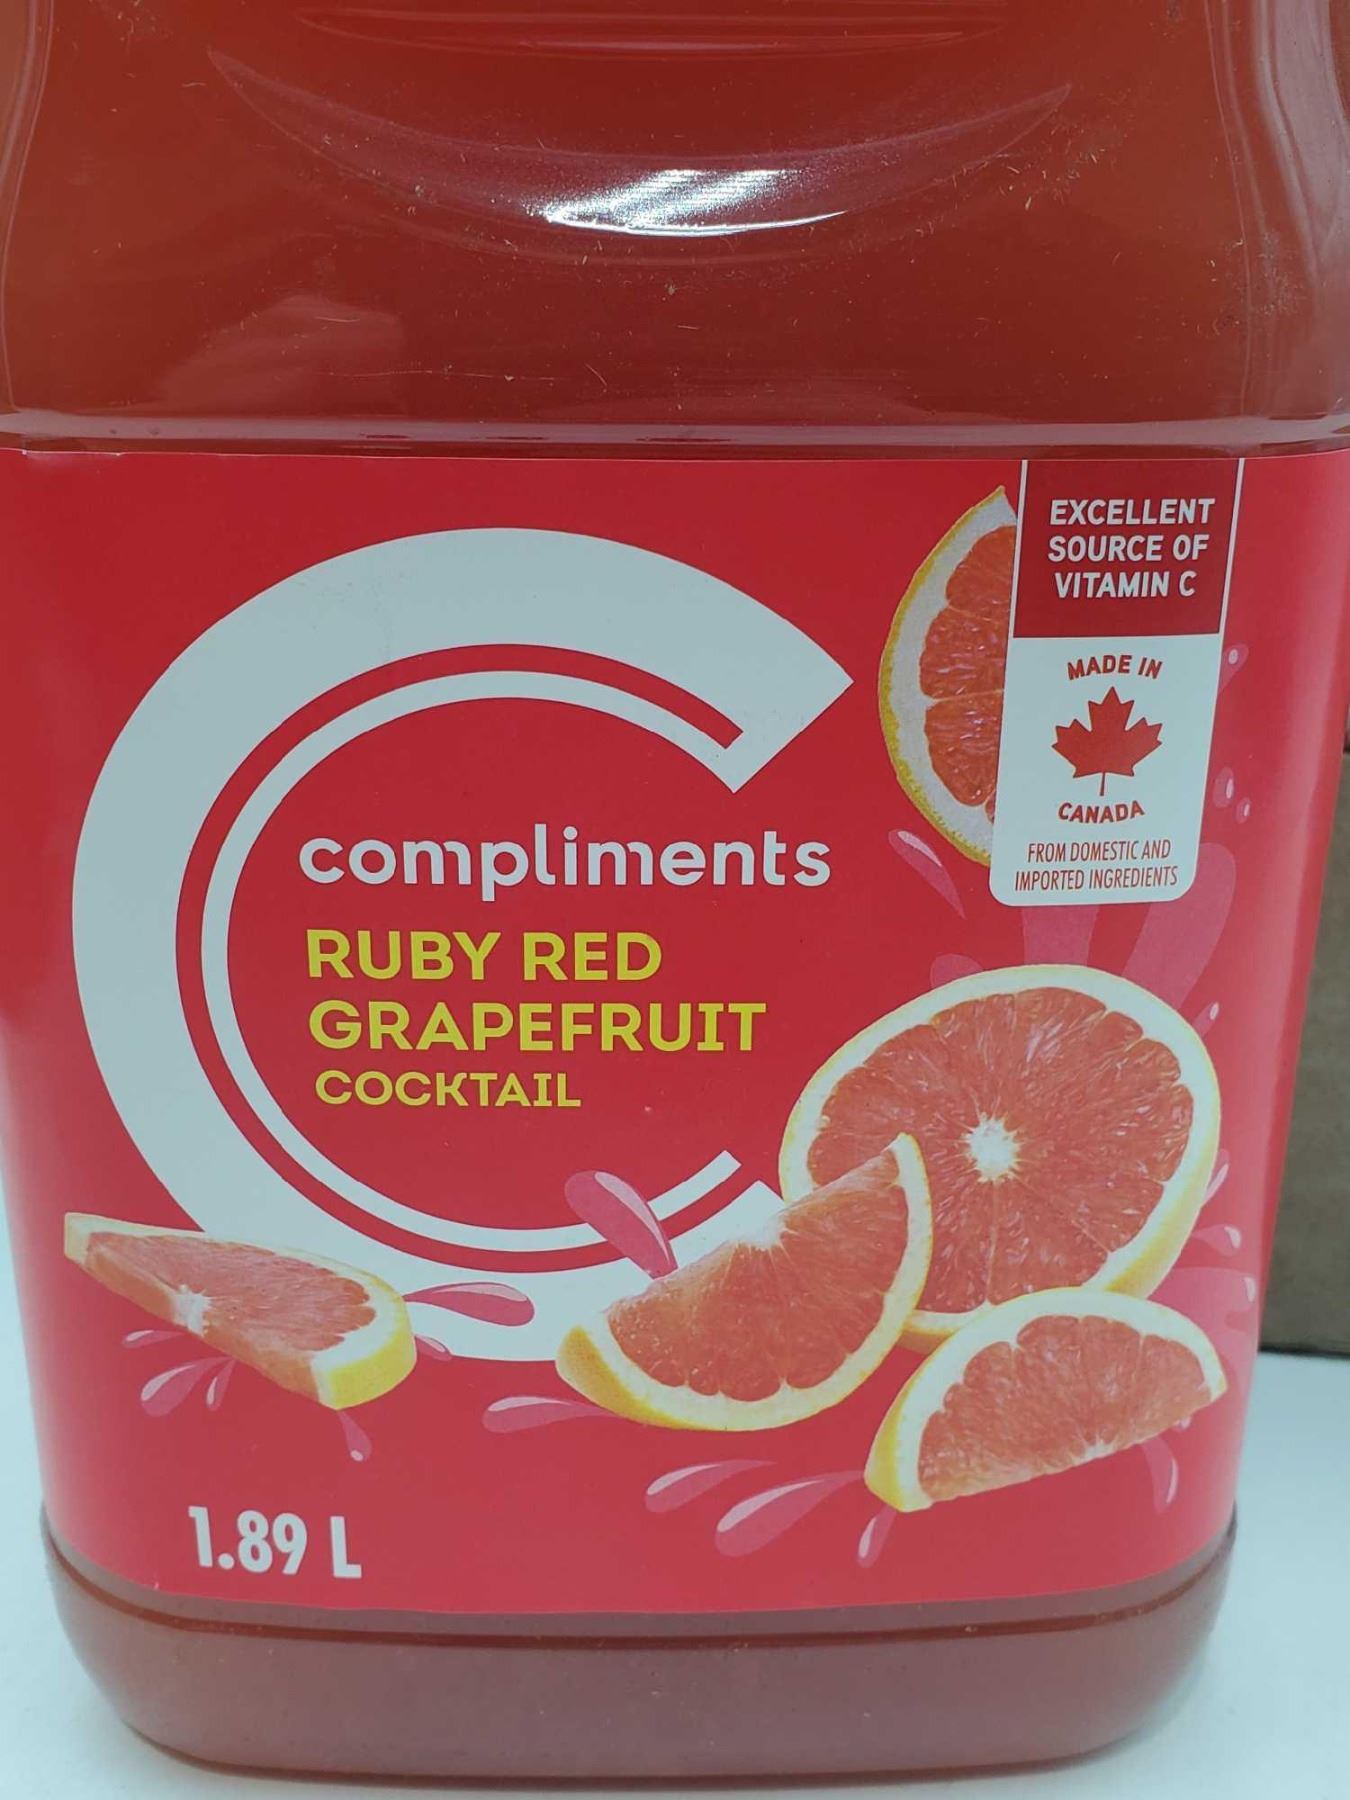 EXCELLENT
SOURCE OF
VITAMIN C
MADE IN
CANADA
FROM DOMESTIC AND
IMPORTED INGREDIENTS
compliments
RUBY RED
GRAPEFRUIT
COCKTAIL
1.89 L